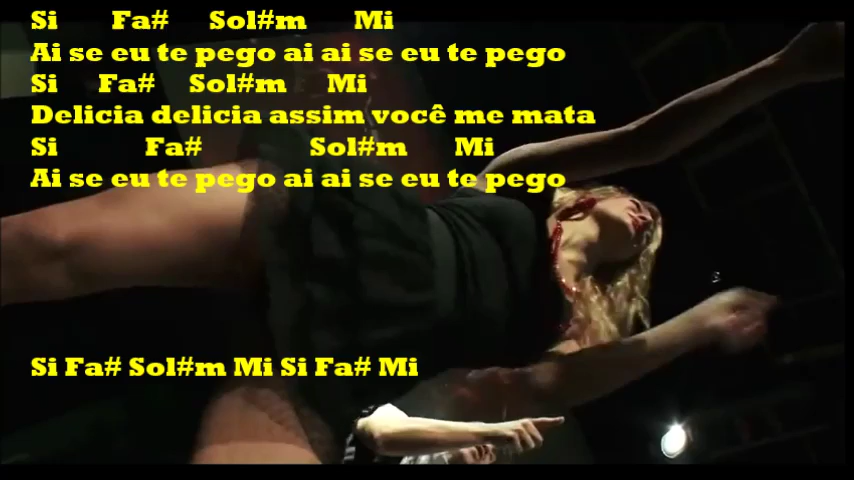 Si Fa# Sol#m Mi
Ai se eu te pego ai ai se eu te pego
Si Fa# Sol#m Mi
Delicia delicia assim você me mata
Si Fa# Sol#m Mi
Ai se eu te pego ai ai se eu te pego
Si Fa# Sol#m Mi Si Fa# Mi